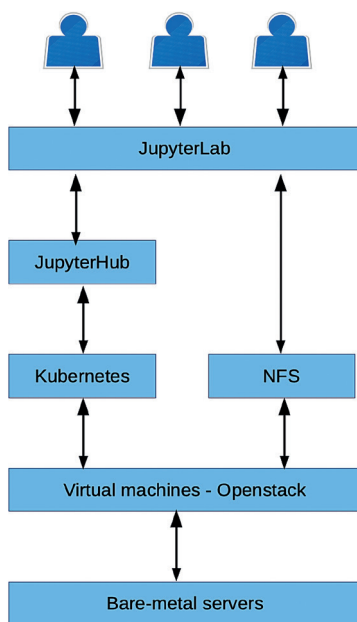 JupyterLab
JupyterHub
Kubernetes
NFS
Virtual machines - Openstack
Bare-metal servers